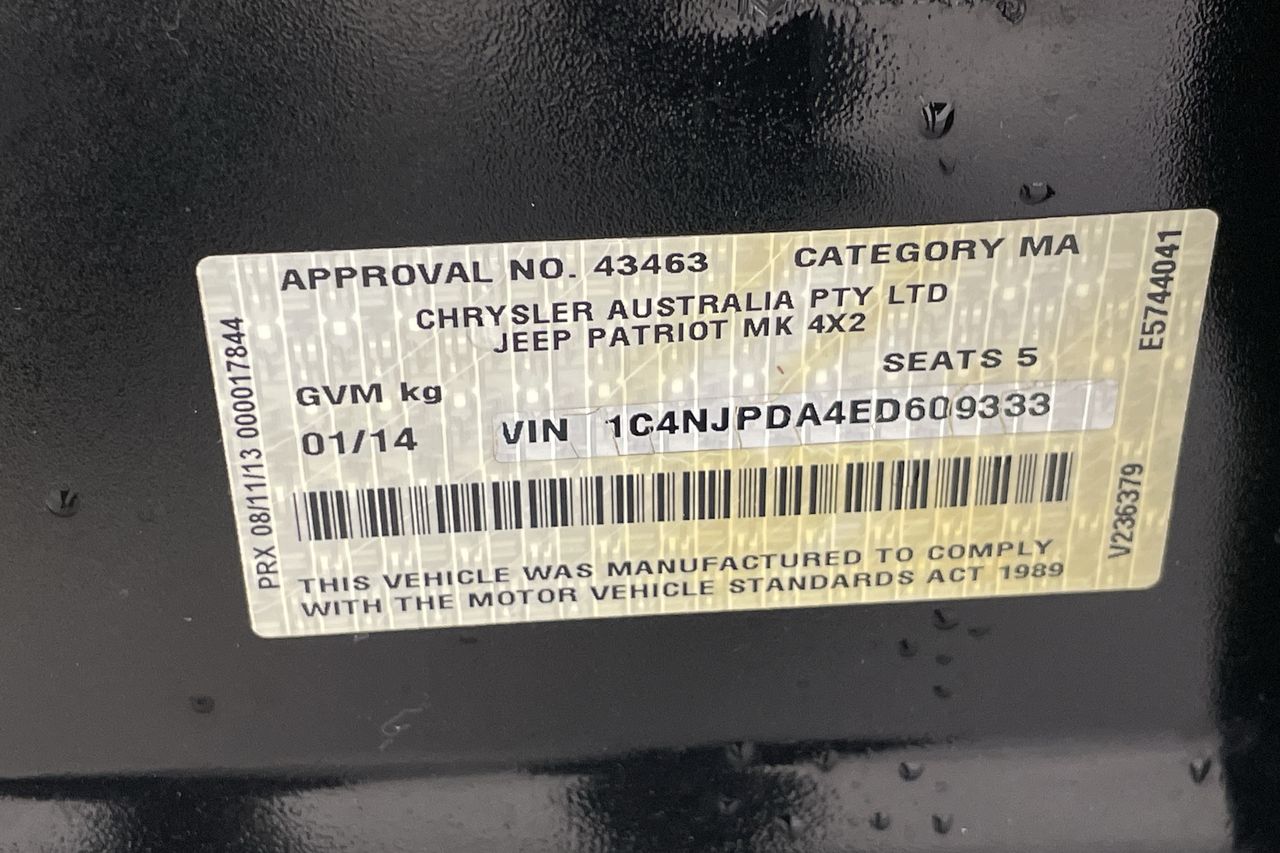 APPROVAL NO. 43463 CATEGORY MA
CHRYSLER AUSTRALIA PTY LTD
JEEP PATRIOT MK 4X2
SEATS 5
GVM kg
01/14
VIN 1C4NJPDA4ED609333
THIS VEHICLE WAS MANUFACTURED TO COMPLY
WITH THE MOTOR VEHICLE STANDARDS ACT 1989
PRX 08/11/13 000017844
E5744041
V236379